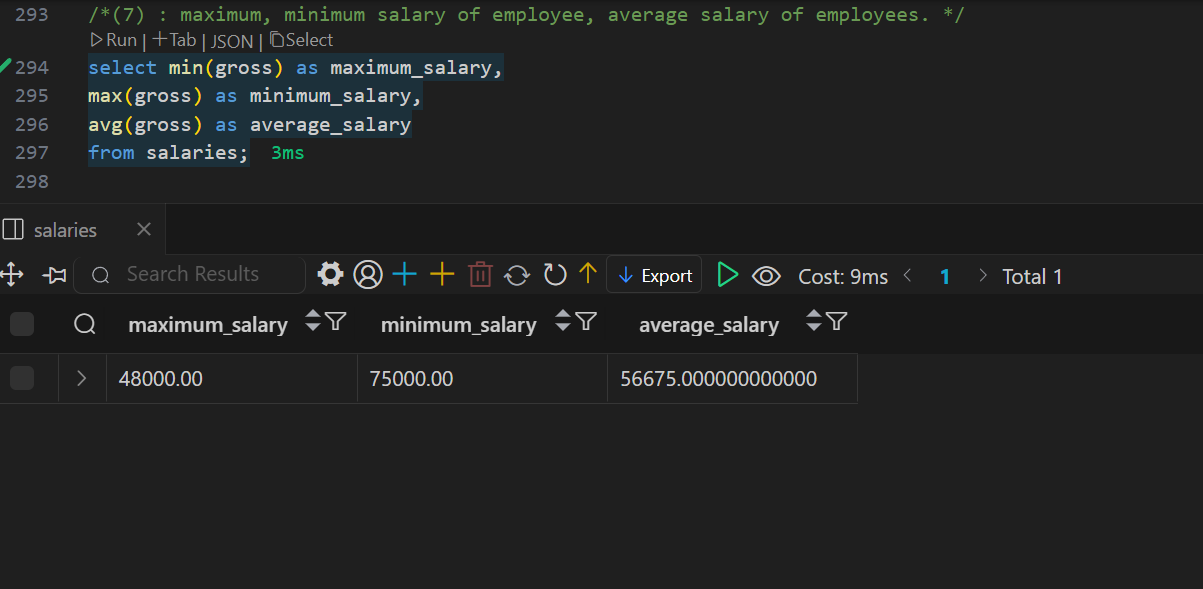 293 /*(7) : maximum, minimum salary of employee, average salary of employees. */
Run | Tab | JSON | Select
294 select min(gross) as maximum_salary,
295 max(gross) as minimum_salary,
296 avg(gross) as average_salary
297 from salaries; 3ms
298
salaries
Search Results Export Cost: 9ms 1 Total 1
maximum_salary minimum_salary average_salary
48000.00 75000.00 56675.000000000000